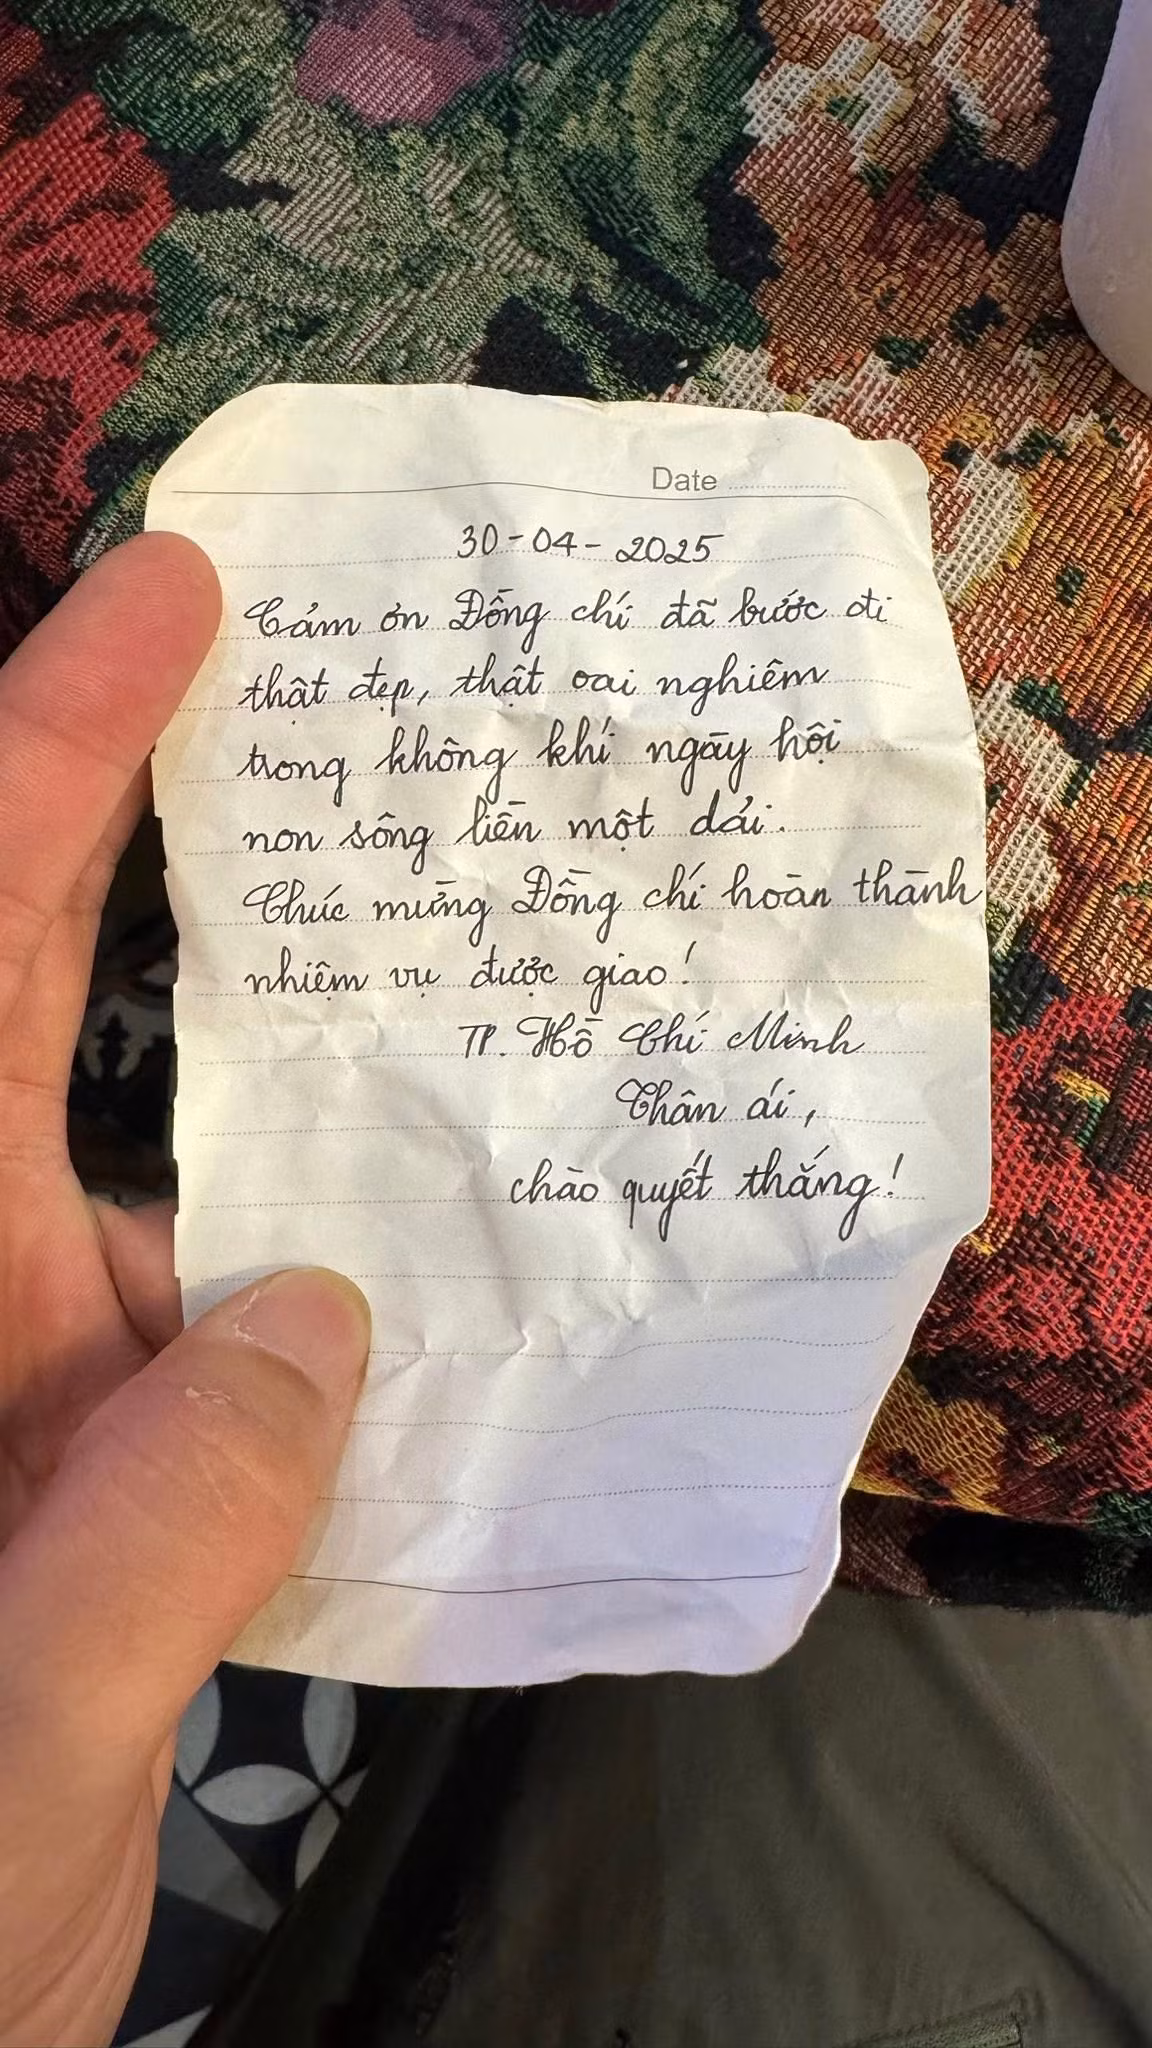 Date
30-04-2025
Cảm ơn Đồng chí đã bước đi
thật đẹp, thật oai nghiêm
trong không khí ngày hội
non sông liền một dải.
Chúc mừng Đồng chí hoàn thành
nhiệm vụ được giao!
TP. Hồ Chí Minh
Thân ái,
chào quyết thắng!